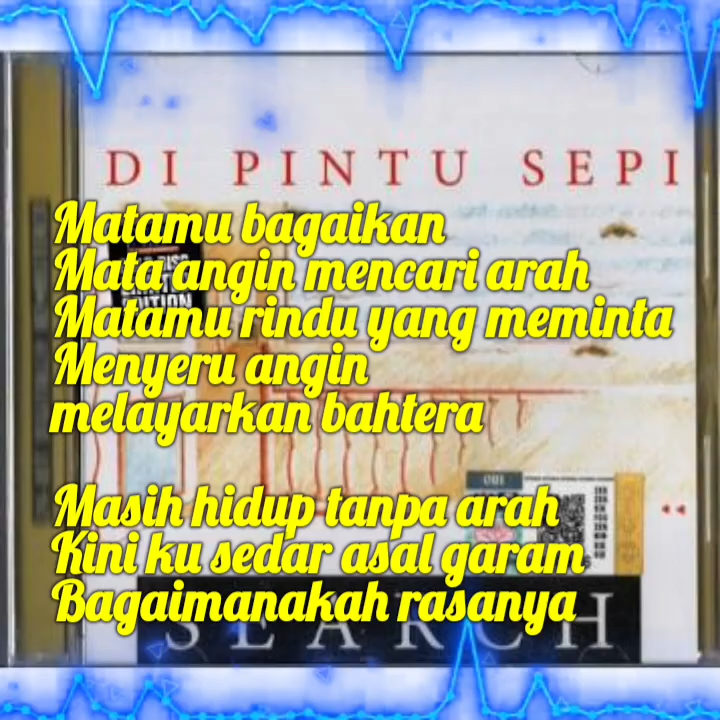 DI PINTU SEPI
Matamu bagaikan
Mata angin mencari arah
Matamu rindu yang meminta
Menyeru angin
melayarkan bahtera
Masih hidup tanpa arah
Kini ku sedar asal garam
Bagaimanakah rasanya
SEARCH